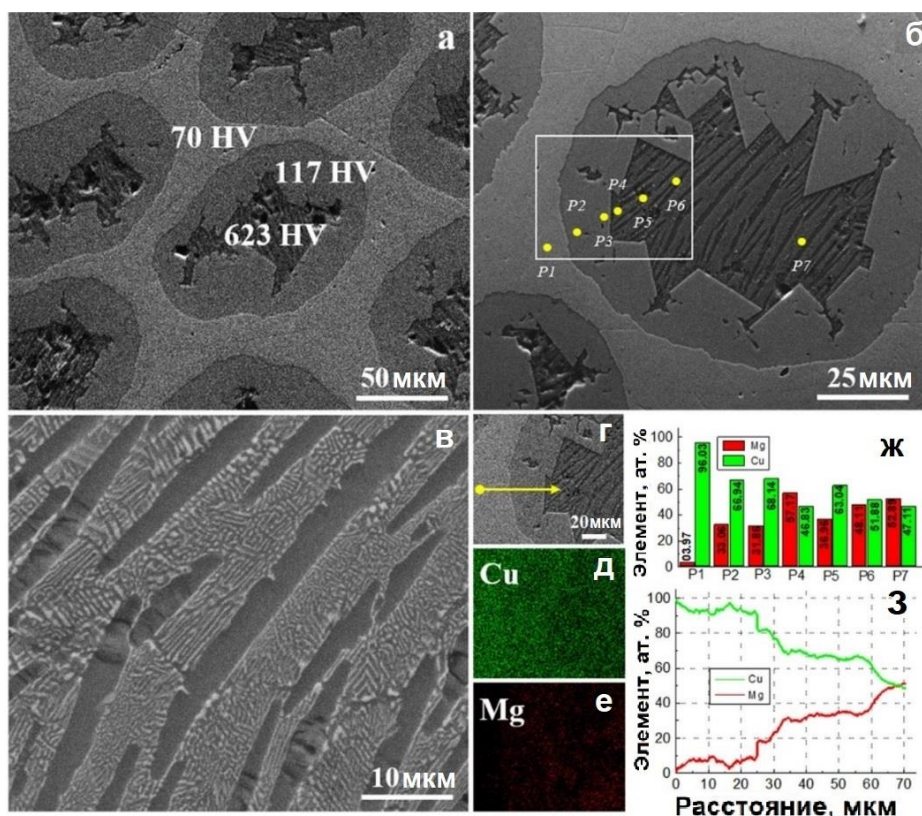 а
70 HV
117 HV
623 HV
50 мкм
б
P1
P2
P3
P4
P5
P6
P7
25 мкм
в
10 мкм
г
20мкм
Cu
д
Mg
е
ж
Элемент, ат. %
100
80
60
40
20
0
Mg
Cu
03.97
96.03
33.06
66.94
31.86
68.14
57.17
46.83
63.04
48.11
51.88
52.89
47.11
P1 P2 P3 P4 P5 P6 P7
З
Элемент, ат. %
100
80
60
40
20
0
Cu
Mg
0 10 20 30 40 50 60 70
Расстояние, мкм